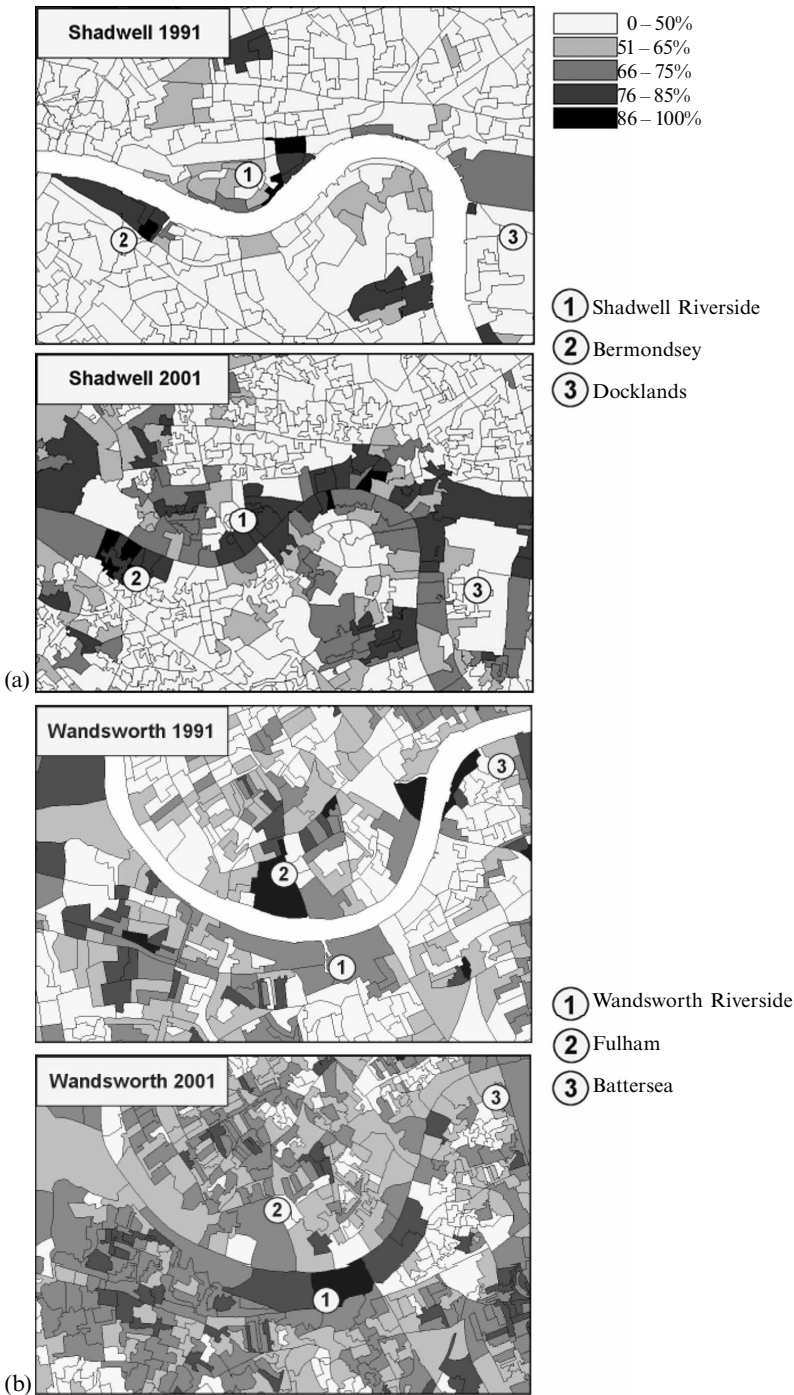 Shadwell 1991
0 – 50%
51 – 65%
66 – 75%
76 – 85%
86 – 100%
1
2
3
1 Shadwell Riverside
2 Bermondsey
3 Docklands
Shadwell 2001
1
2
3
(a)
Wandsworth 1991
3
2
1
1 Wandsworth Riverside
2 Fulham
3 Battersea
Wandsworth 2001
3
2
1
(b)